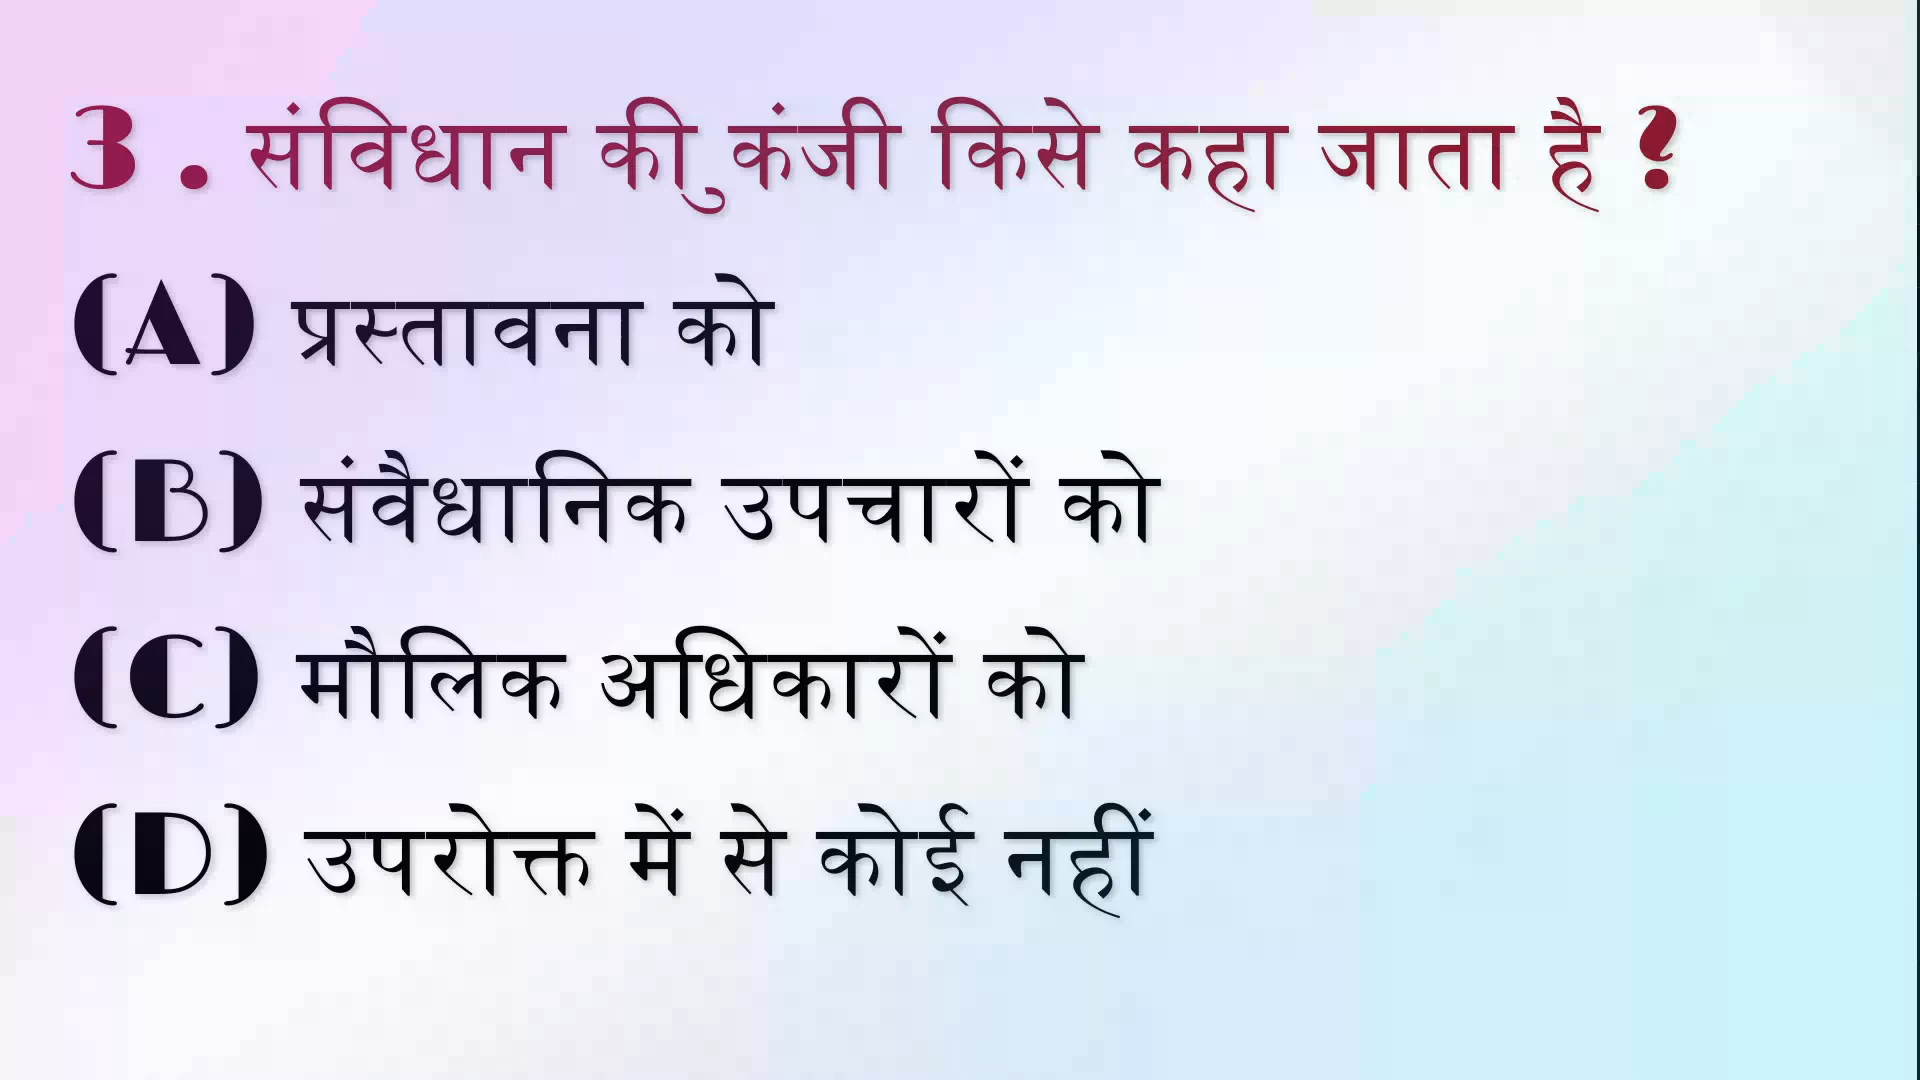 3 . संविधान की ुकंजी किसे कहा जाता है ?
(A) प्रस्तावना को
(B) संवैधानिक उपचारों को
(C) मौलिक अधिकारों को
(D) उपरोक्त में से कोई नहीं